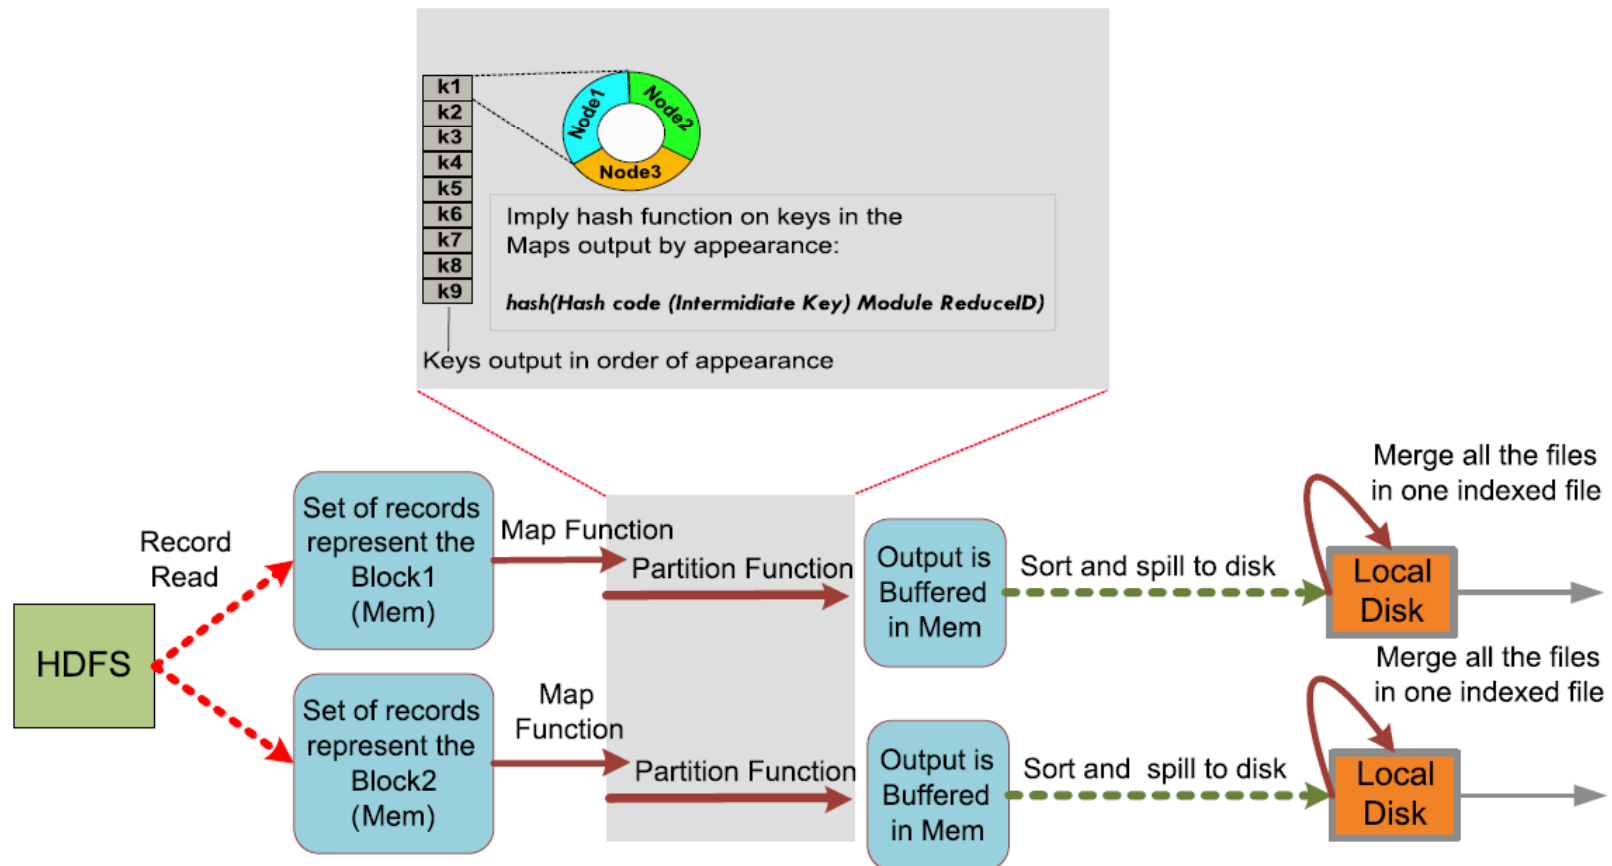 k1
k2
k3
k4
k5
k6
k7
k8
k9
Node1
Node2
Node3
Imply hash function on keys in the
Maps output by appearance:
hash(Hash code (Intermidiate Key) Module ReduceID)
Keys output in order of appearance
HDFS
Record
Read
Set of records
represent the
Block1
(Mem)
Map Function
Partition Function
Output is
Buffered
in Mem
Sort and spill to disk
Merge all the files
in one indexed file
Local
Disk
Set of records
represent the
Block2
(Mem)
Map
Function
Partition Function
Output is
Buffered
in Mem
Sort and spill to disk
Merge all the files
in one indexed file
Local
Disk